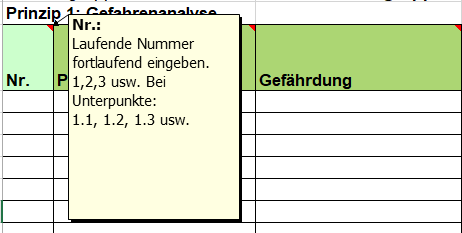 Prinzip 1: Gefahrenanalyse
Nr.:
Laufende Nummer
fortlaufend eingeben.
1,2,3 usw. Bei
Unterpunkte:
1.1, 1.2, 1.3 usw.
Nr.
P
Gefährdung